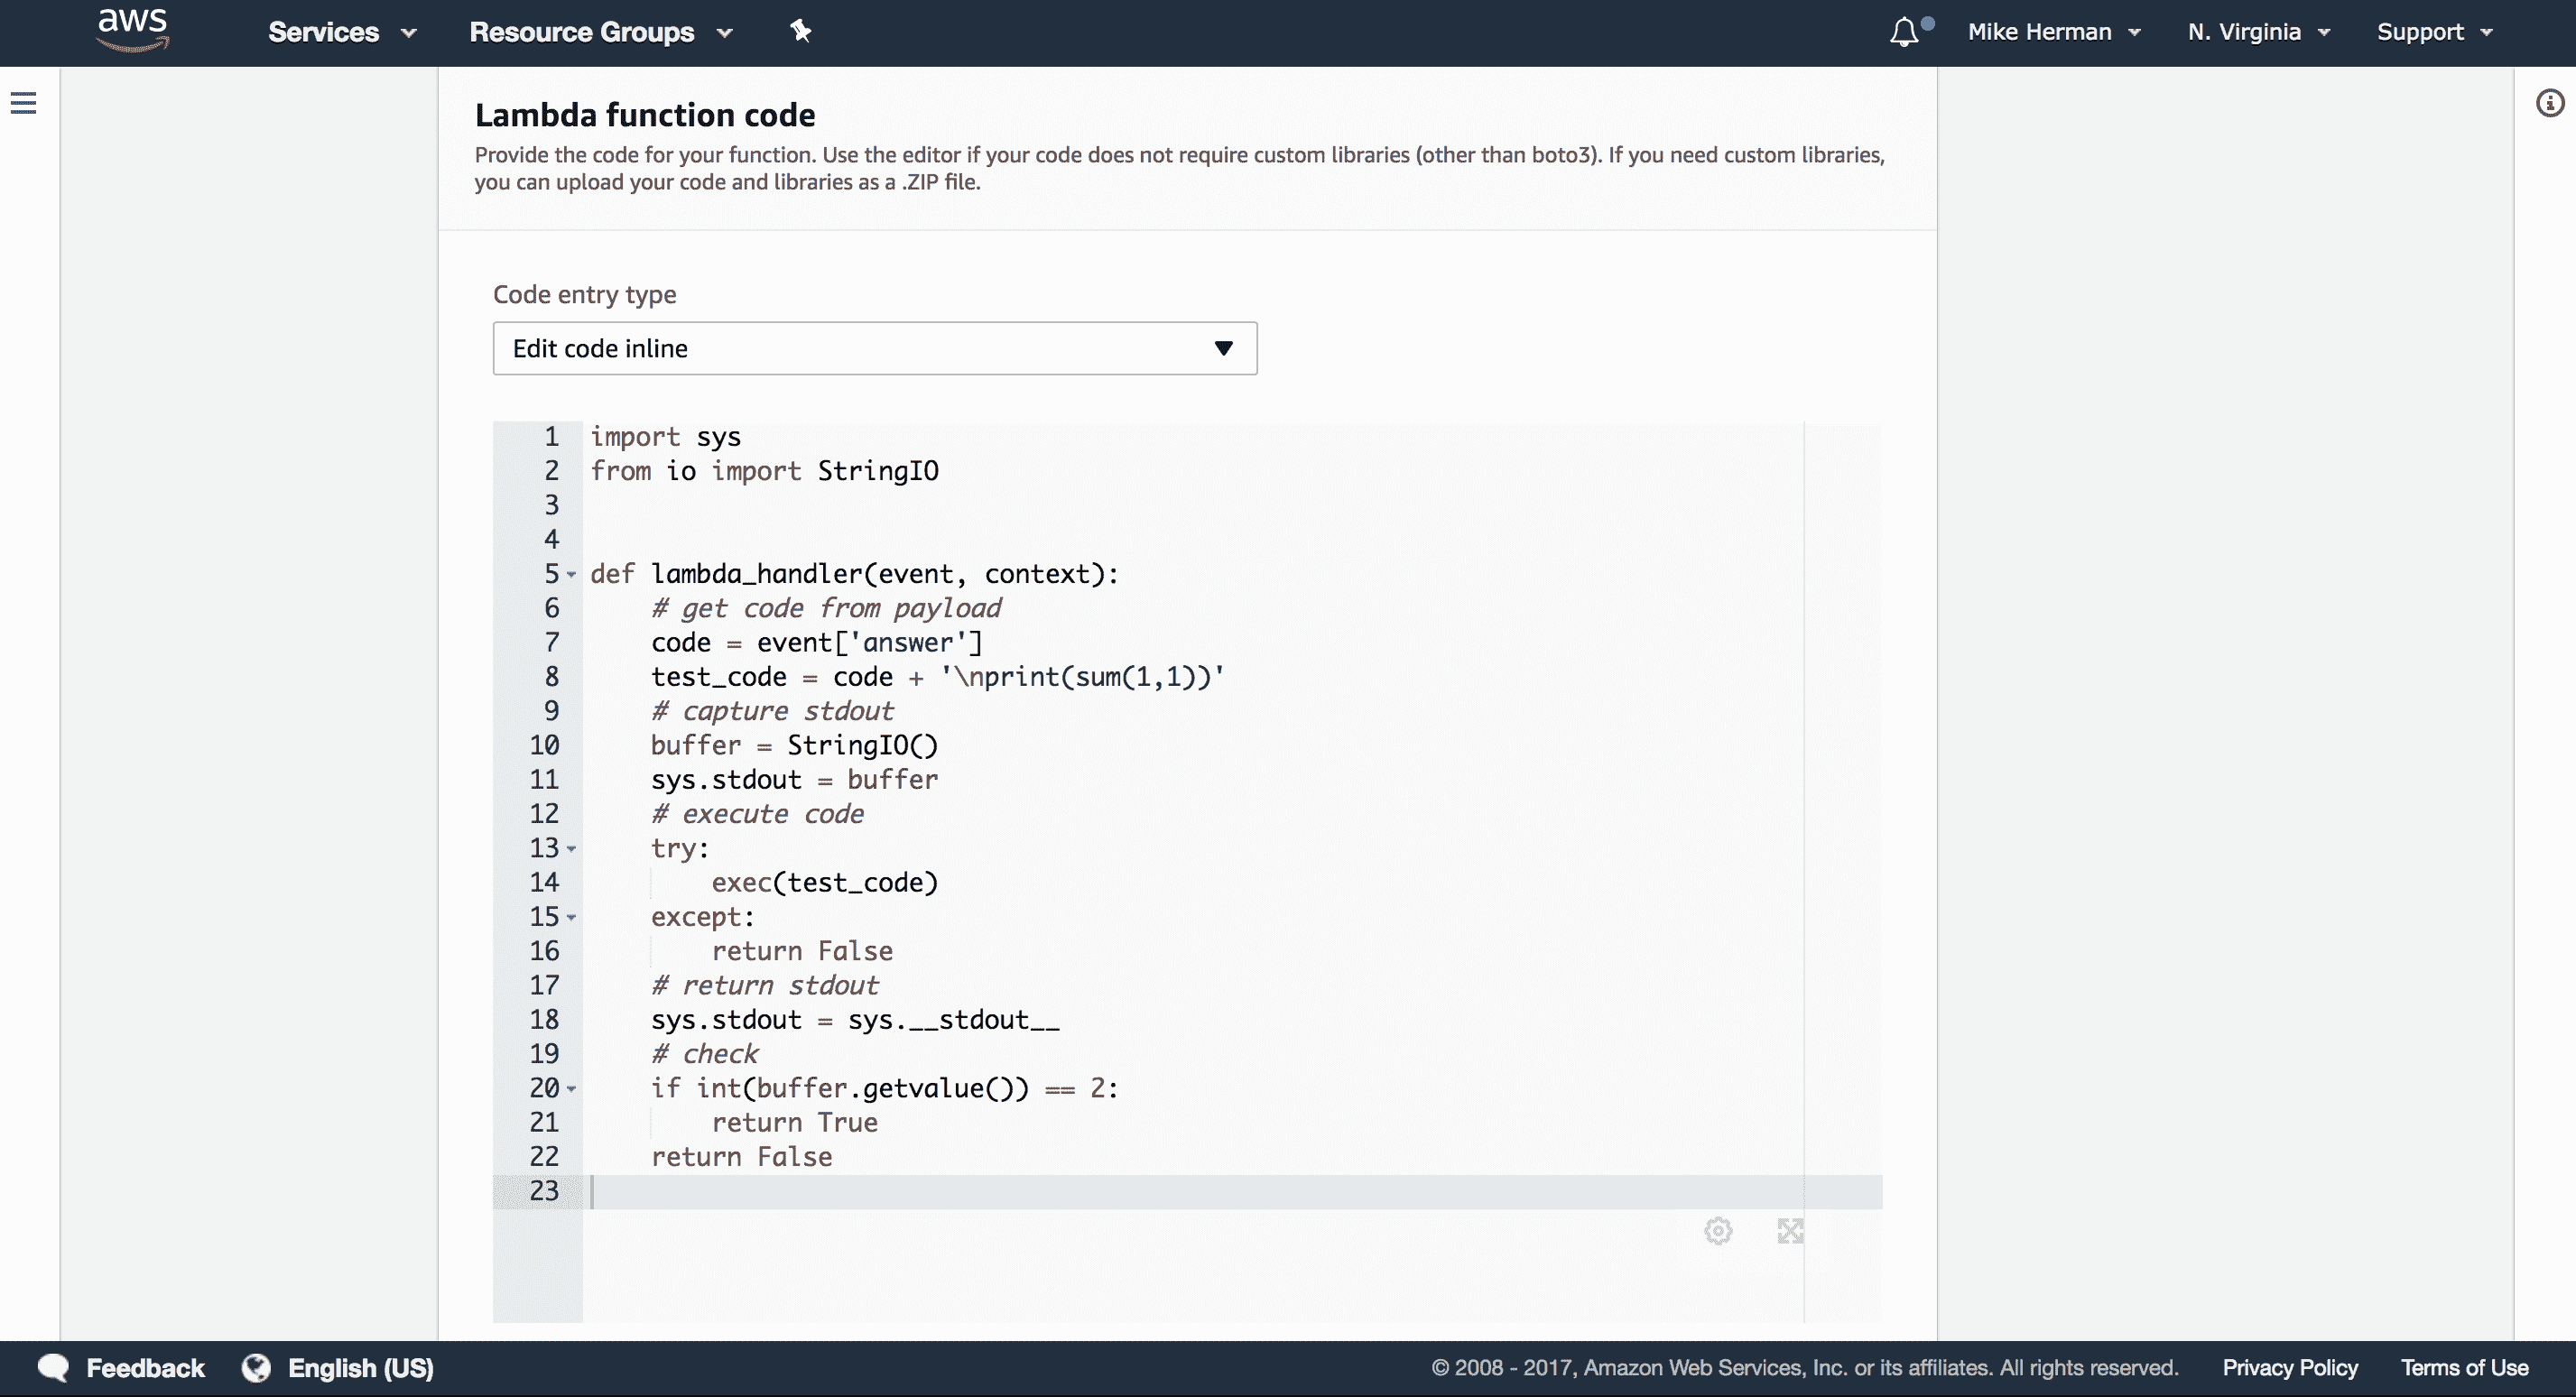 aws Services Resource Groups Mike Herman N. Virginia Support
Lambda function code
Provide the code for your function. Use the editor if your code does not require custom libraries (other than boto3). If you need custom libraries,
you can upload your code and libraries as a .ZIP file.
Code entry type
Edit code inline
1 import sys
2 from io import StringIO
3
4
5 def lambda_handler(event, context):
6     # get code from payload
7     code = event['answer']
8     test_code = code + '\nprint(sum(1,1))'
9     # capture stdout
10     buffer = StringIO()
11     sys.stdout = buffer
12     # execute code
13     try:
14         exec(test_code)
15     except:
16         return False
17     # return stdout
18     sys.stdout = sys.__stdout__
19     # check
20     if int(buffer.getvalue()) == 2:
21         return True
22     return False
23
Feedback English (US) © 2008 - 2017, Amazon Web Services, Inc. or its affiliates. All rights reserved. Privacy Policy Terms of Use